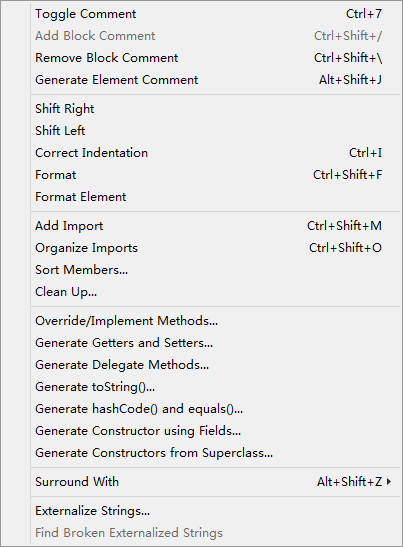 Toggle Comment Ctrl+7
Add Block Comment Ctrl+Shift+/
Remove Block Comment Ctrl+Shift+\
Generate Element Comment Alt+Shift+J
Shift Right
Shift Left
Correct Indentation Ctrl+I
Format Ctrl+Shift+F
Format Element
Add Import Ctrl+Shift+M
Organize Imports Ctrl+Shift+O
Sort Members...
Clean Up...
Override/Implement Methods...
Generate Getters and Setters...
Generate Delegate Methods...
Generate toString()...
Generate hashCode() and equals()...
Generate Constructor using Fields...
Generate Constructors from Superclass...
Surround With Alt+Shift+Z
Externalize Strings...
Find Broken Externalized Strings